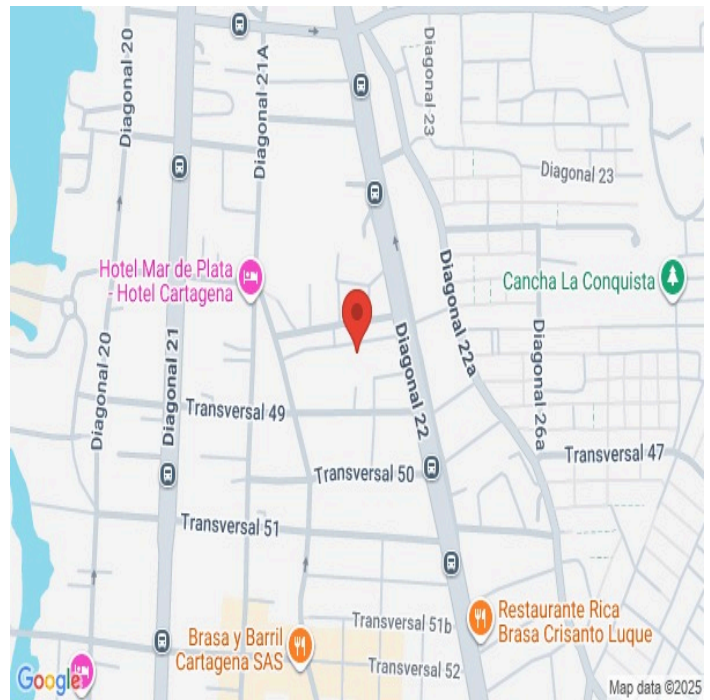 Diagonal 20
Diagonal 21A
Diagonal 23
Diagonal 23
Hotel Mar de Plata
- Hotel Cartagena
Cancha La Conquista
Diagonal 22a
Diagonal 20
Diagonal 21
Diagonal 22
Diagonal 26a
Transversal 49
Transversal 47
Transversal 50
Transversal 51
Restaurante Rica
Brasa Crisanto Luque
Transversal 51b
Brasa y Barril
Cartagena SAS
Transversal 52
Google
Map data ©2025